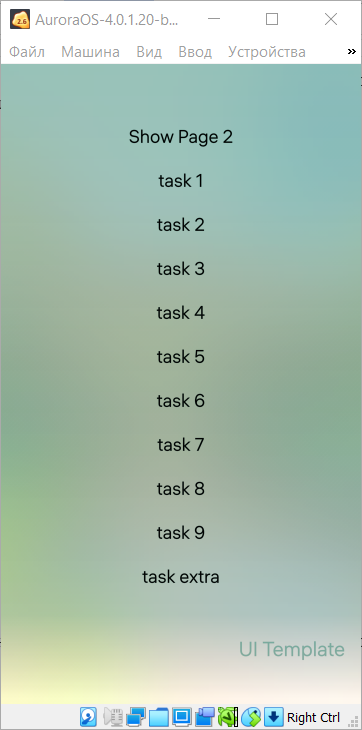 AuroraOS-4.0.1.20-b...
Файл Машина Вид Ввод Устройства »
Show Page 2
task 1
task 2
task 3
task 4
task 5
task 6
task 7
task 8
task 9
task extra
UI Template
Right Ctrl